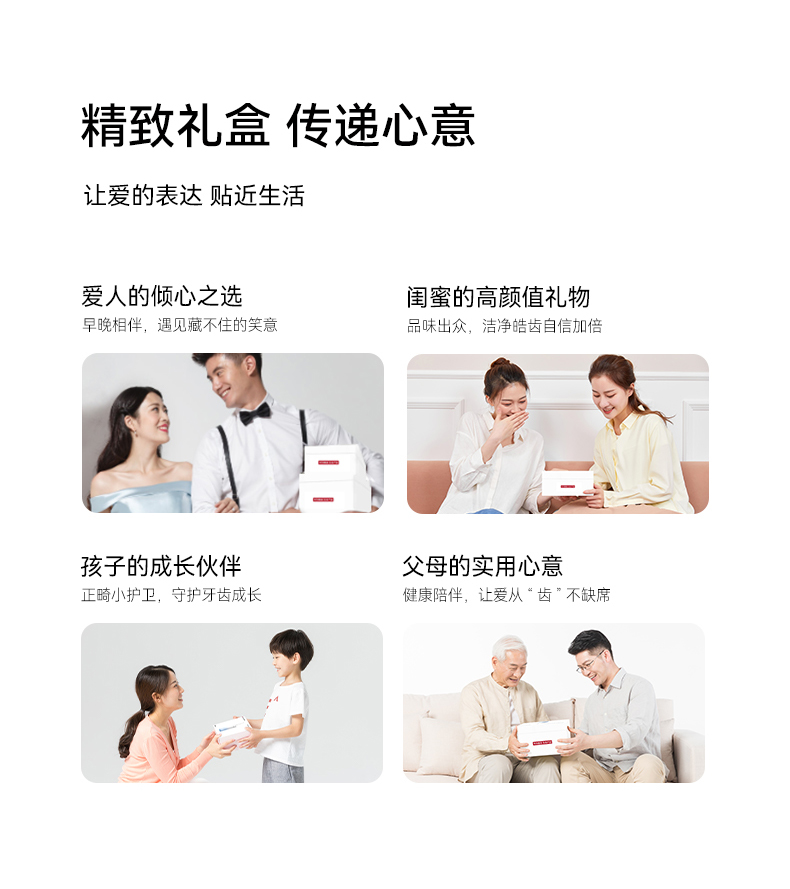 精致礼盒 传递心意
让爱的表达 贴近生活
爱人的倾心之选
早晚相伴，遇见藏不住的笑意
闺蜜的高颜值礼物
品味出众，洁净皓齿自信加倍
孩子的成长伙伴
正畸小护卫，守护牙齿成长
父母的实用心意
健康陪伴，让爱从“齿”不缺席